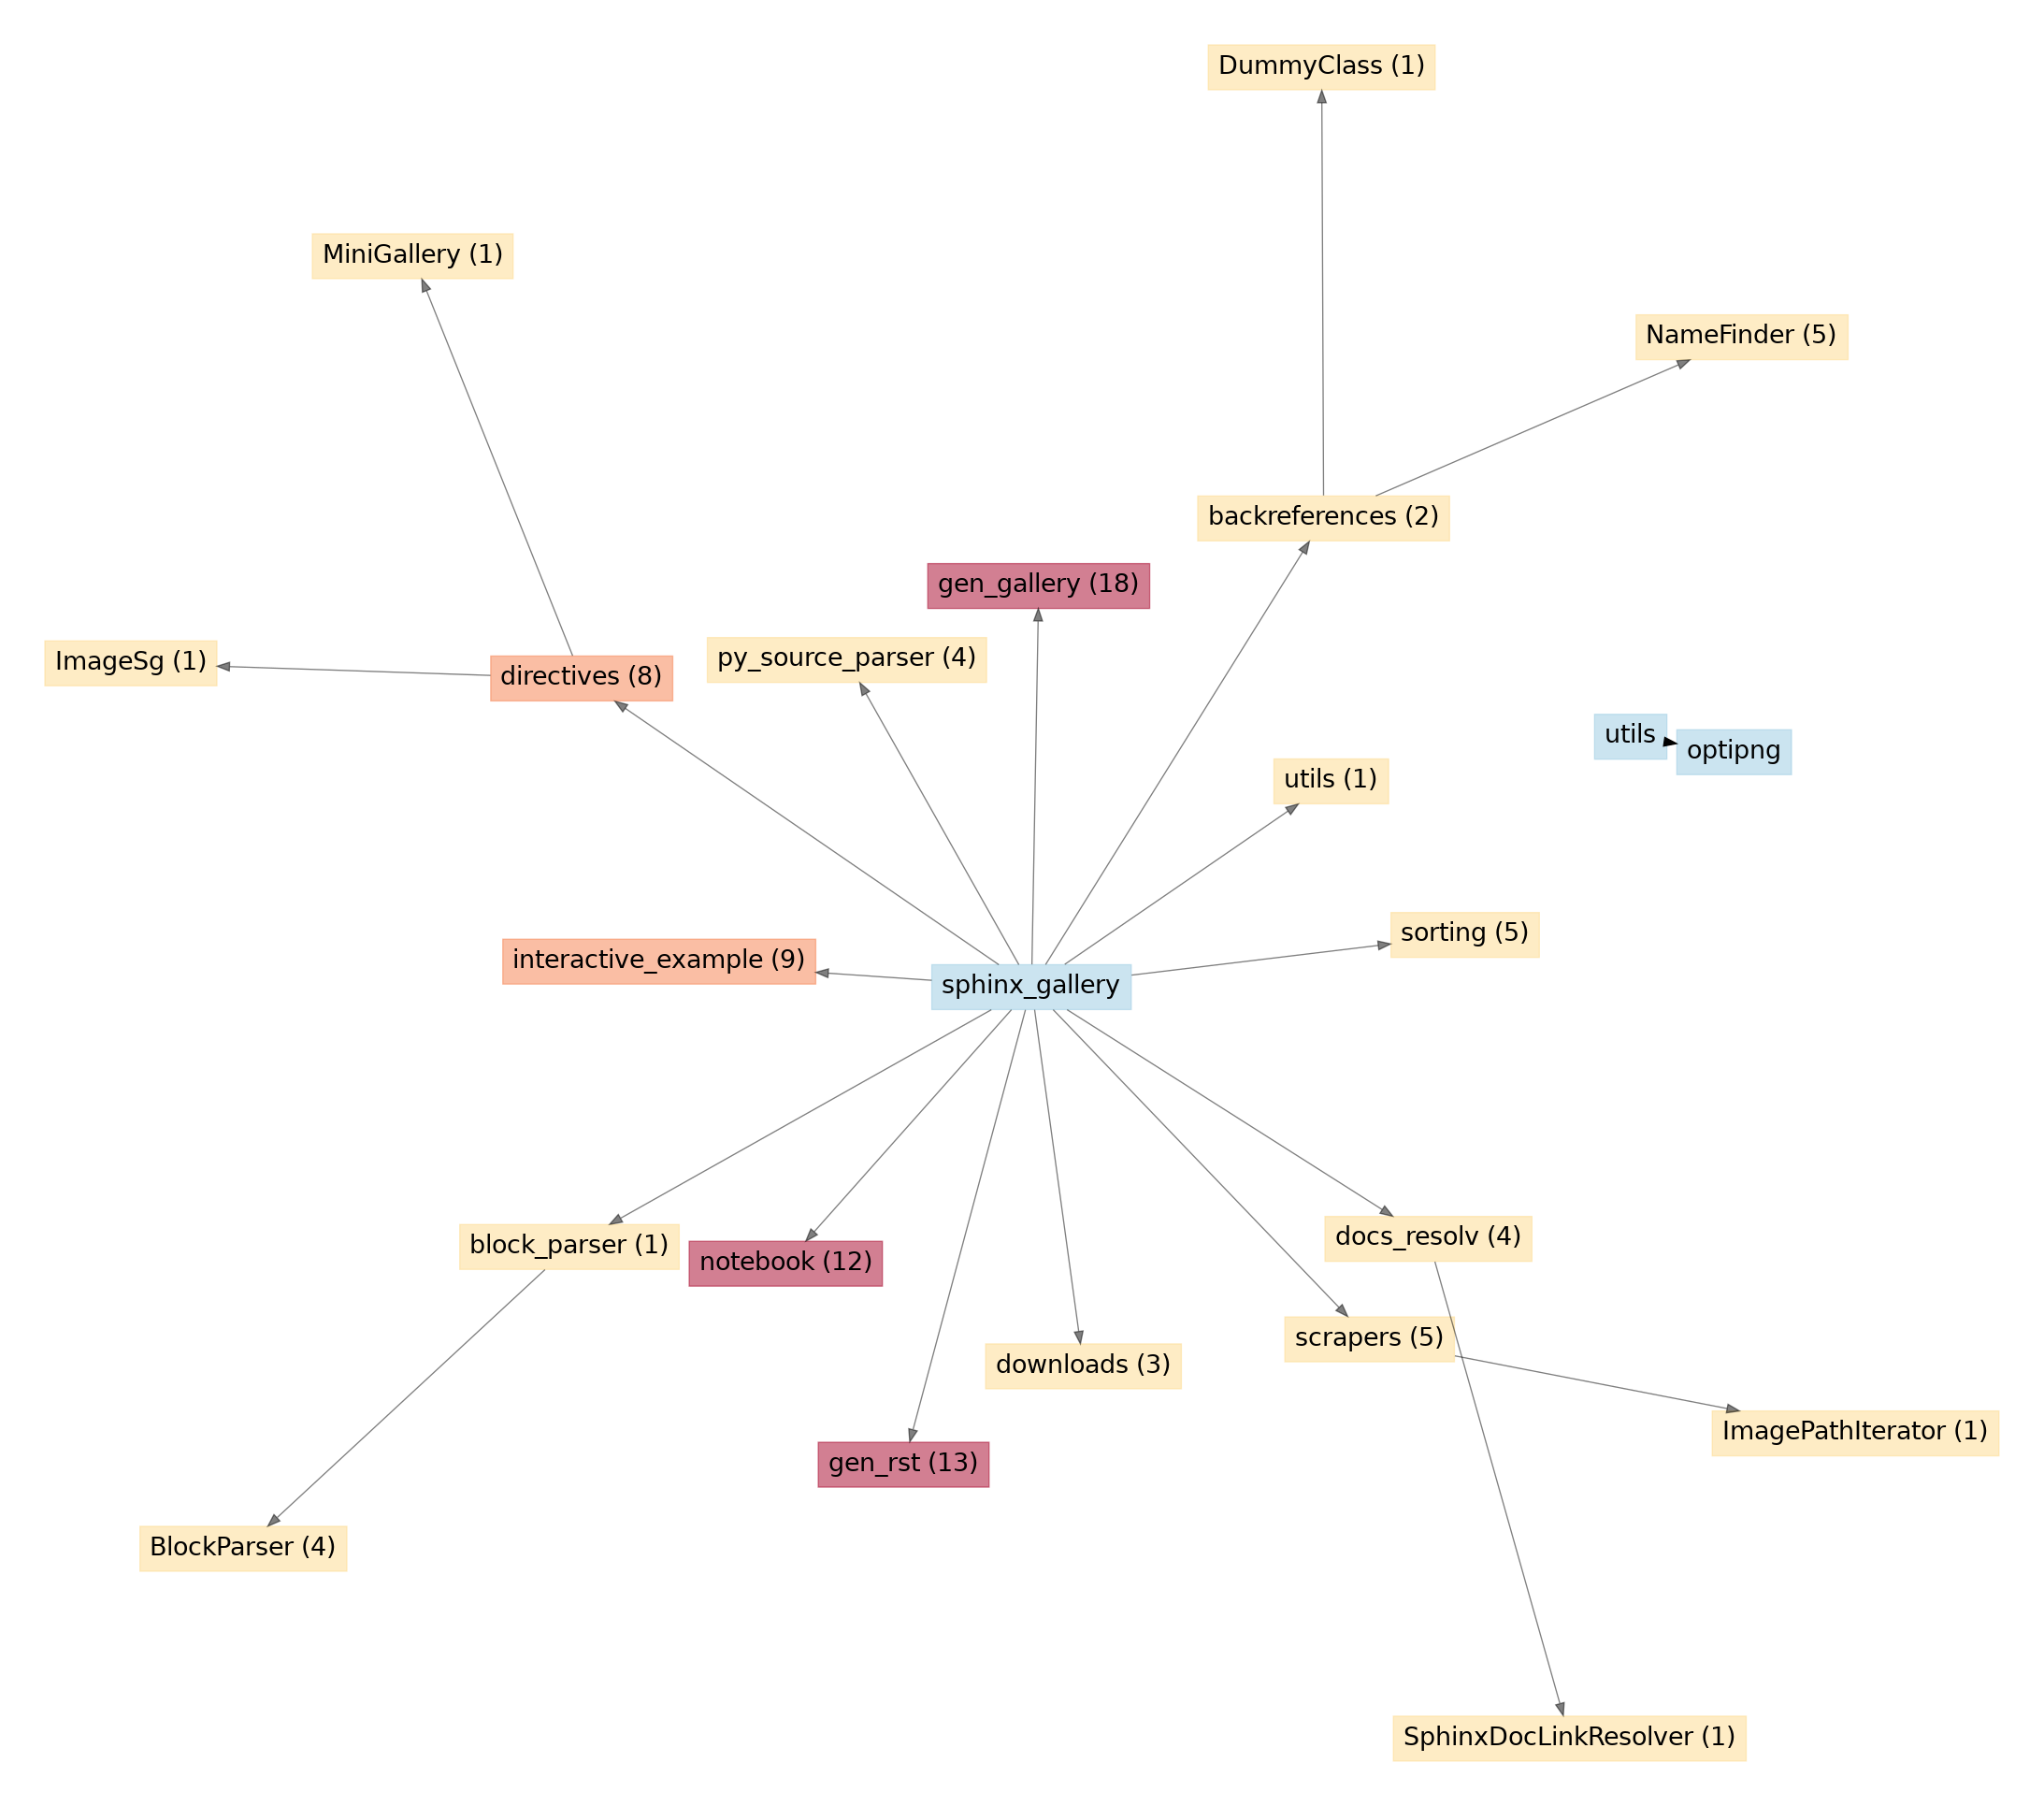 DummyClass (1)
MiniGallery (1)
NameFinder (5)
backreferences (2)
gen_gallery (18)
py_source_parser (4)
ImageSg (1)
directives (8)
utils
optipng
utils (1)
sorting (5)
interactive_example (9)
sphinx_gallery
docs_resolv (4)
block_parser (1)
notebook (12)
scrapers (5)
downloads (3)
ImagePathIterator (1)
gen_rst (13)
BlockParser (4)
SphinxDocLinkResolver (1)